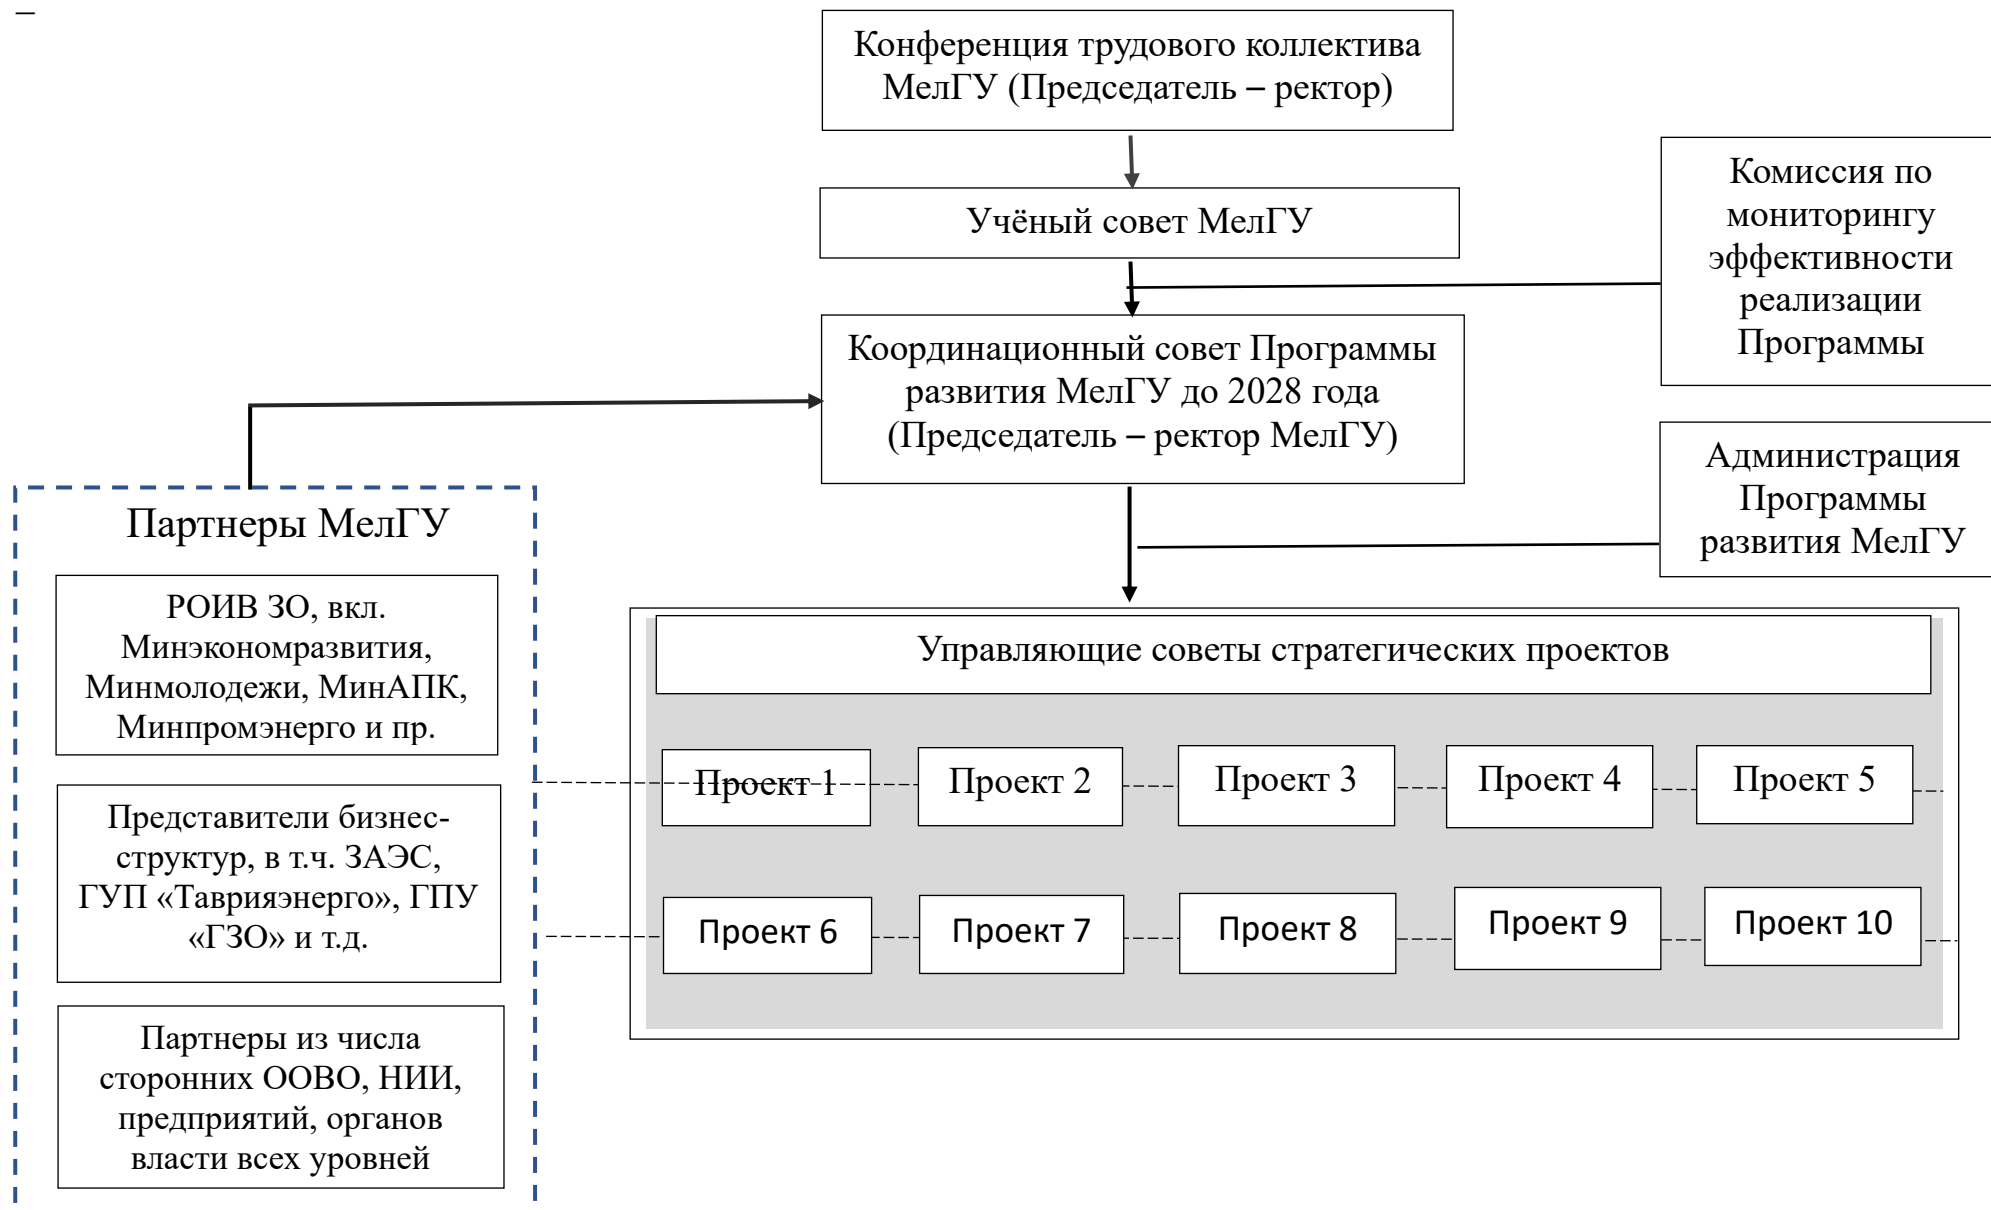 –
Конференция трудового коллектива
МелГУ (Председатель – ректор)
Учёный совет МелГУ
Комиссия по
мониторингу
эффективности
реализации
Программы
Координационный совет Программы
развития МелГУ до 2028 года
(Председатель – ректор МелГУ)
Администрация
Программы
развития МелГУ
Партнеры МелГУ
РОИВ ЗО, вкл.
Минэкономразвития,
Минмолодежи, МинАПК,
Минпромэнерго и пр.
Представители бизнес-
структур, в т.ч. ЗАЭС,
ГУП «Таврияэнерго», ГПУ
«ГЗО» и т.д.
Партнеры из числа
сторонних ООВО, НИИ,
предприятий, органов
власти всех уровней
Управляющие советы стратегических проектов
Проект 1
Проект 2
Проект 3
Проект 4
Проект 5
Проект 6
Проект 7
Проект 8
Проект 9
Проект 10